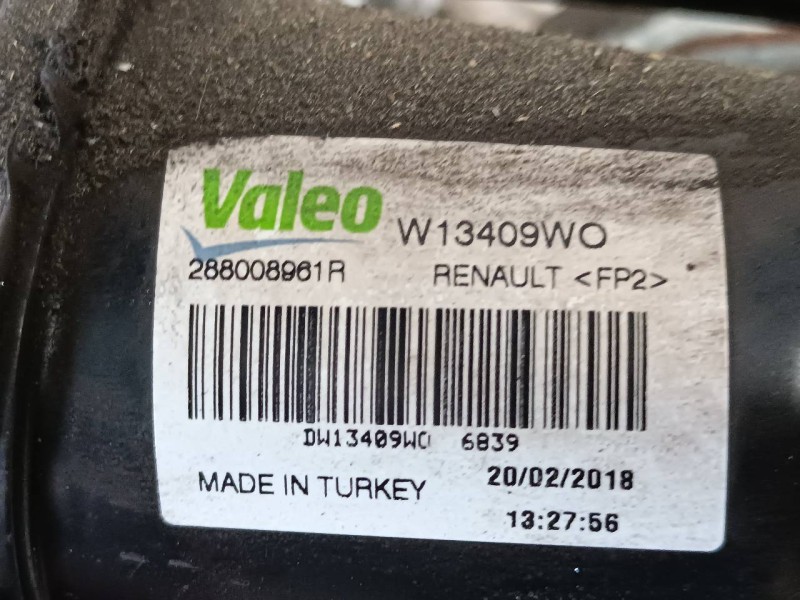 Valeo W13409WO
288008961R RENAULT <FP2>
DW13409WO 6839
MADE IN TURKEY 20/02/2018
13:27:56